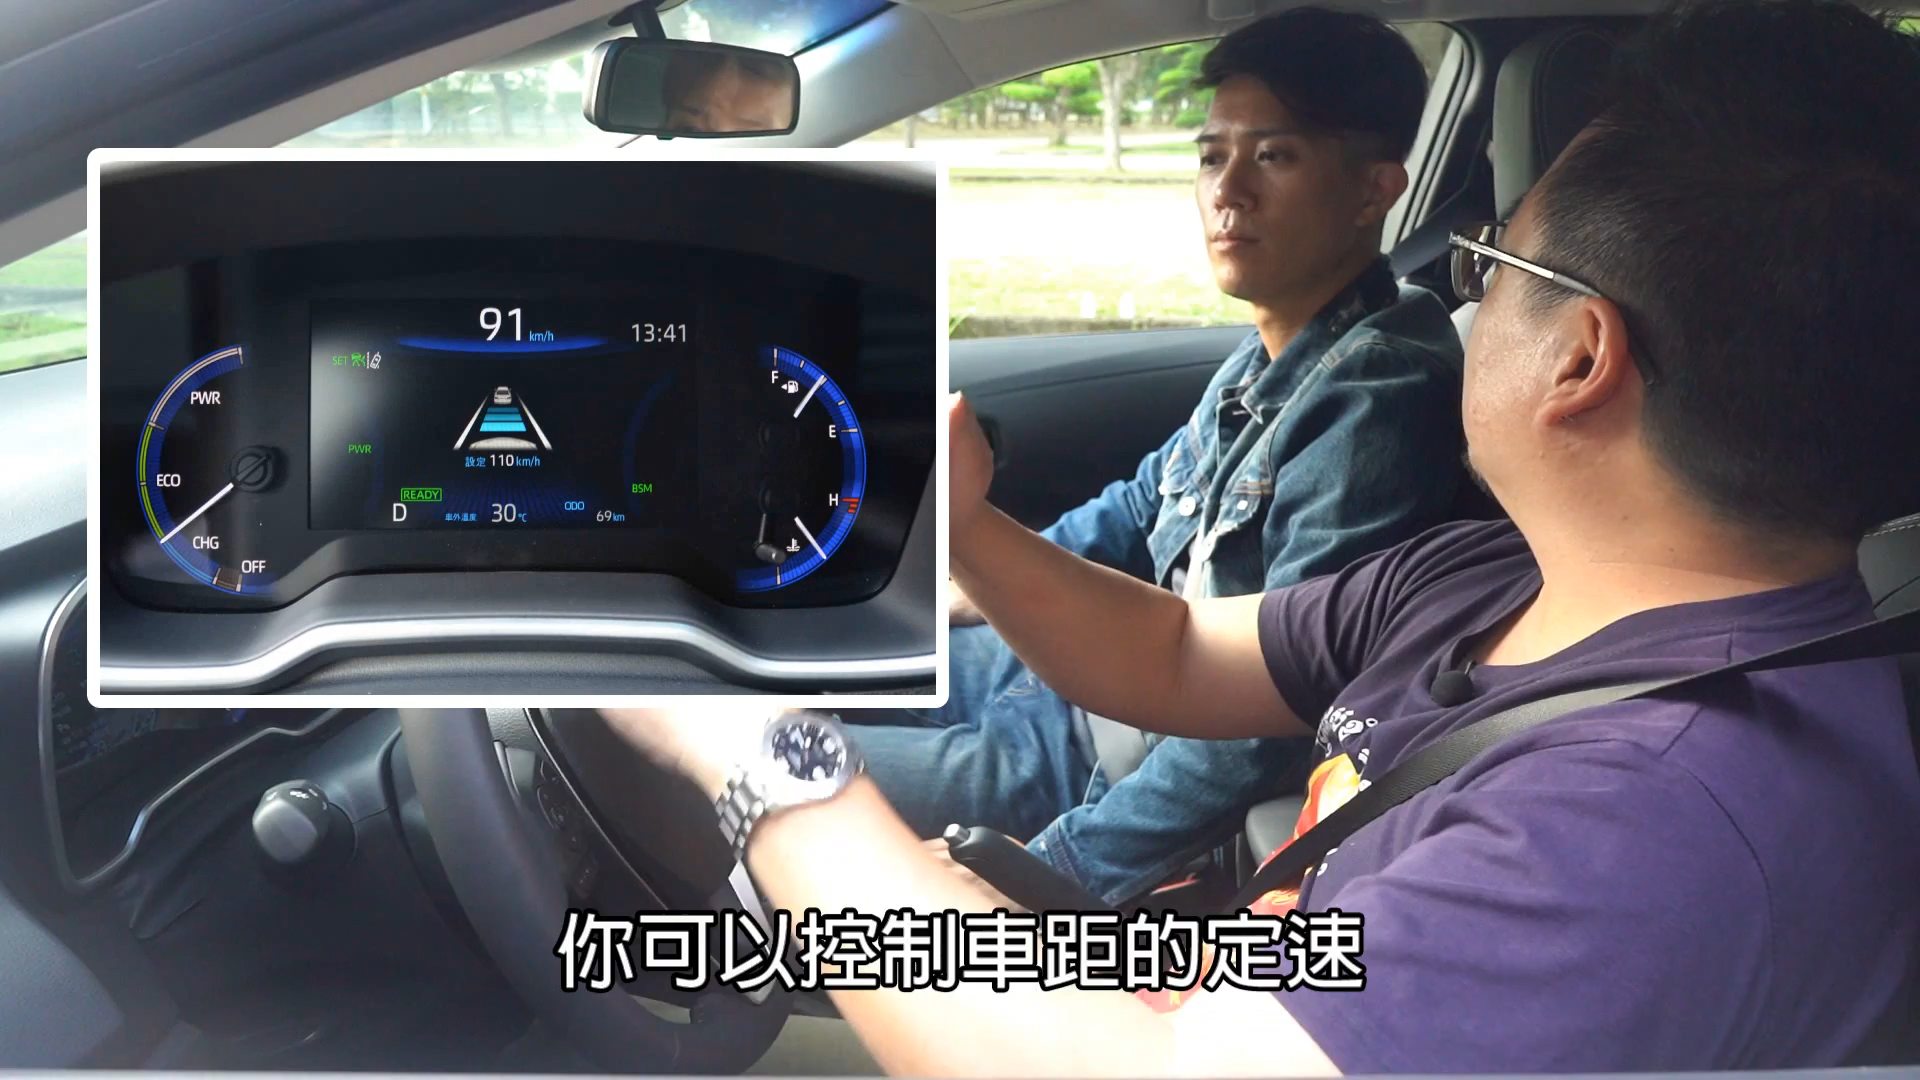 91 km/h
13:41
SET
PWR
F
E
PWR
ECO
設定 110 km/h
BSM
H
READY
D
車外溫度 30°C
ODO 69 km
CHG
OFF
你可以控制車距的定速